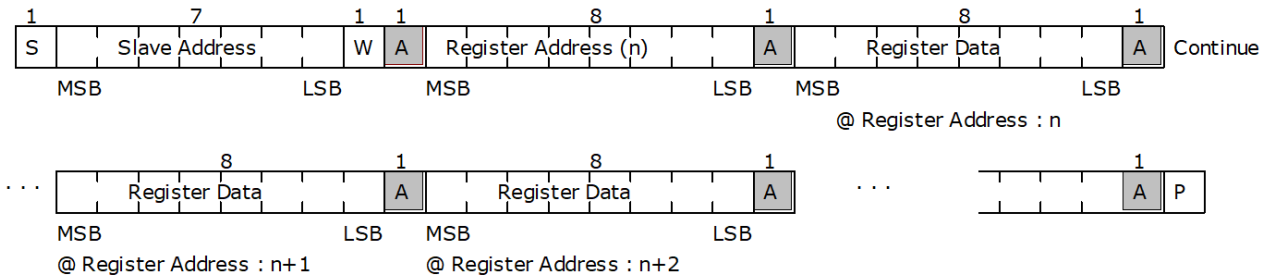 1 7 1 1 8 1 8 1
S Slave Address W A Register Address (n) A Register Data A Continue
MSB LSB MSB LSB MSB LSB
@ Register Address : n
8 1 8 1 1
. . . Register Data A Register Data A . . . A P
MSB LSB MSB LSB
@ Register Address : n+1 @ Register Address : n+2